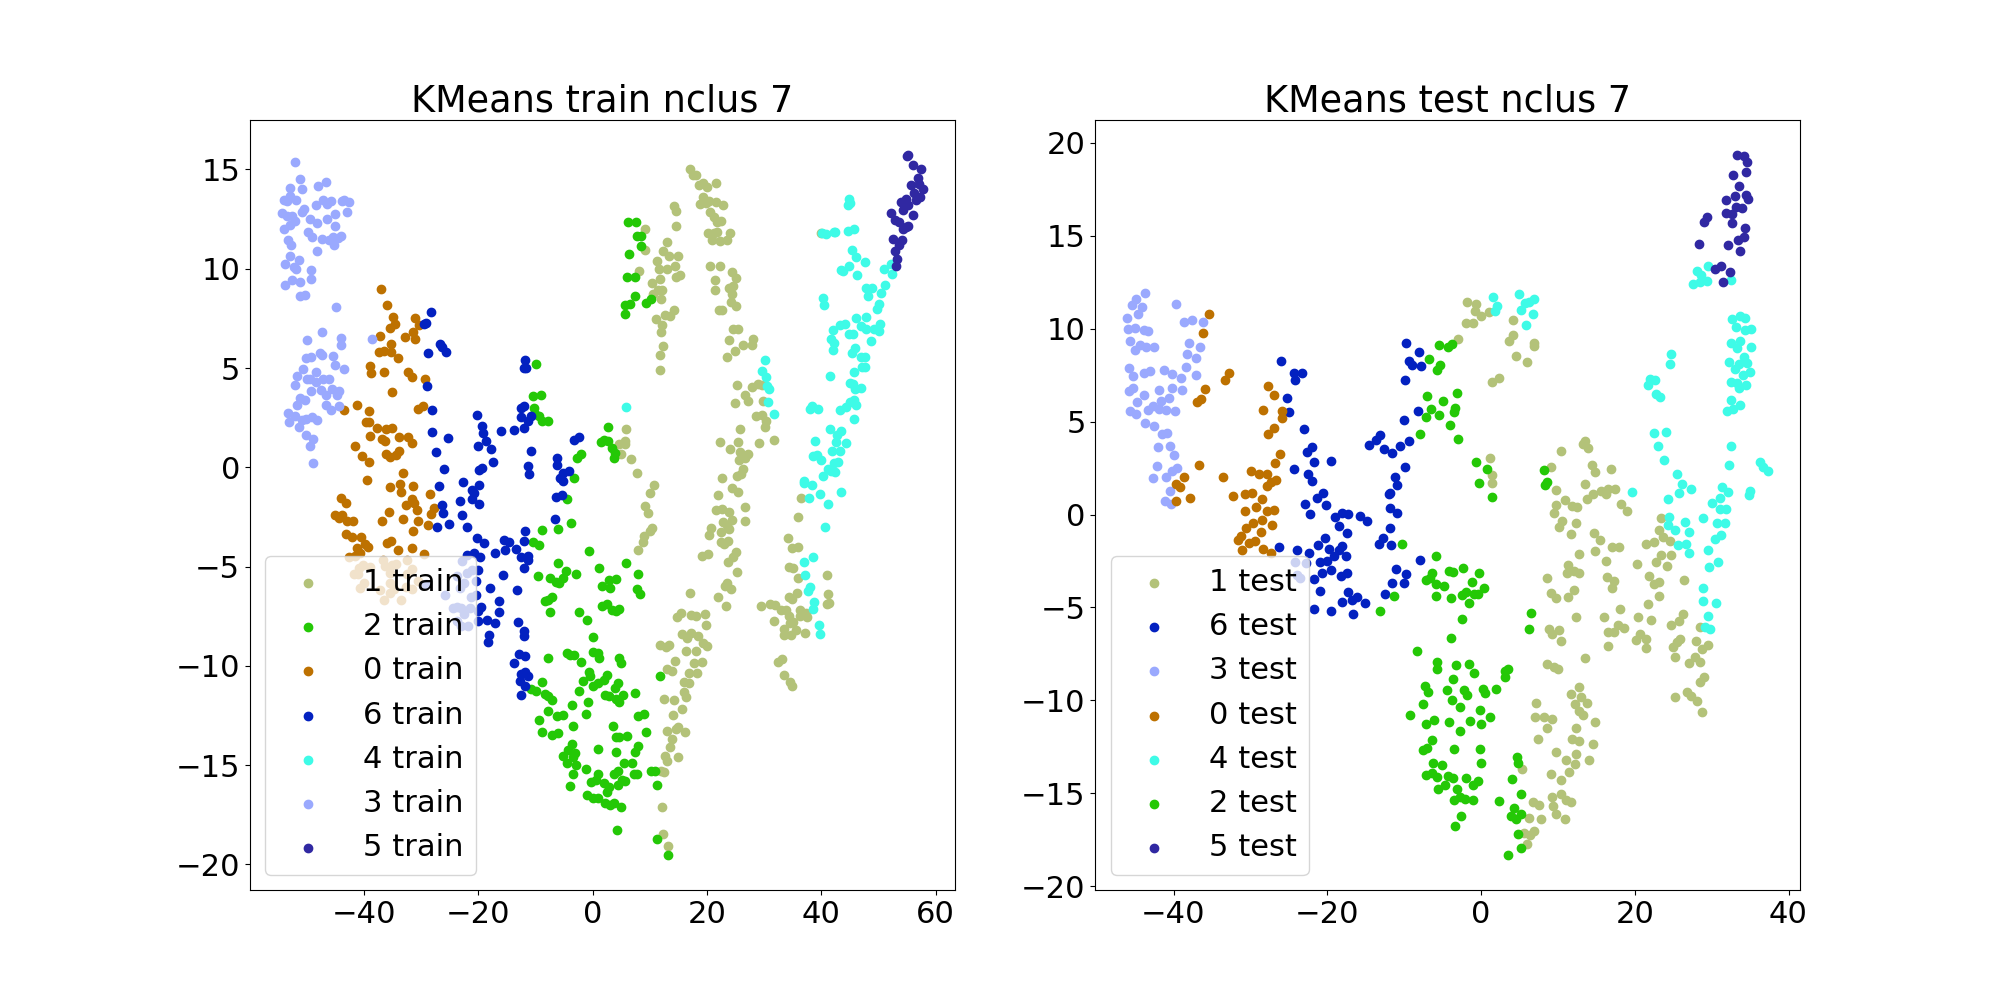 KMeans train nclus 7
15
10
5
0
−5
−10
−15
−20
−40
−20
0
20
40
60
1 train
2 train
0 train
6 train
4 train
3 train
5 train
KMeans test nclus 7
20
15
10
5
0
−5
−10
−15
−20
−40
−20
0
20
40
1 test
6 test
3 test
0 test
4 test
2 test
5 test